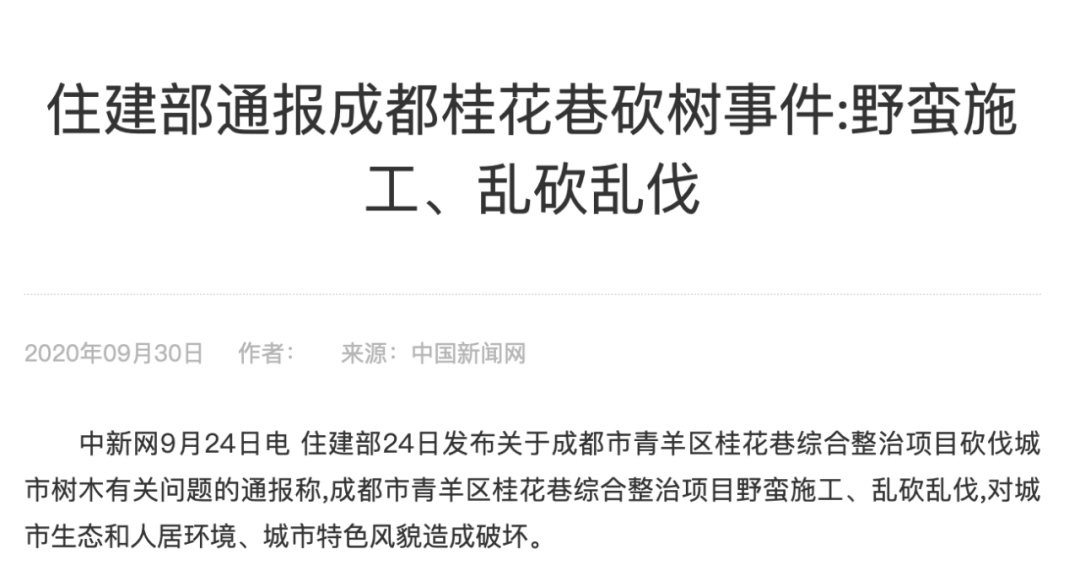 住建部通报成都桂花巷砍树事件:野蛮施
工、乱砍乱伐
2020年09月30日 作者： 来源：中国新闻网
中新网9月24日电 住建部24日发布关于成都市青羊区桂花巷综合整治项目砍伐城
市树木有关问题的通报称,成都市青羊区桂花巷综合整治项目野蛮施工、乱砍乱伐,对城
市生态和人居环境、城市特色风貌造成破坏。